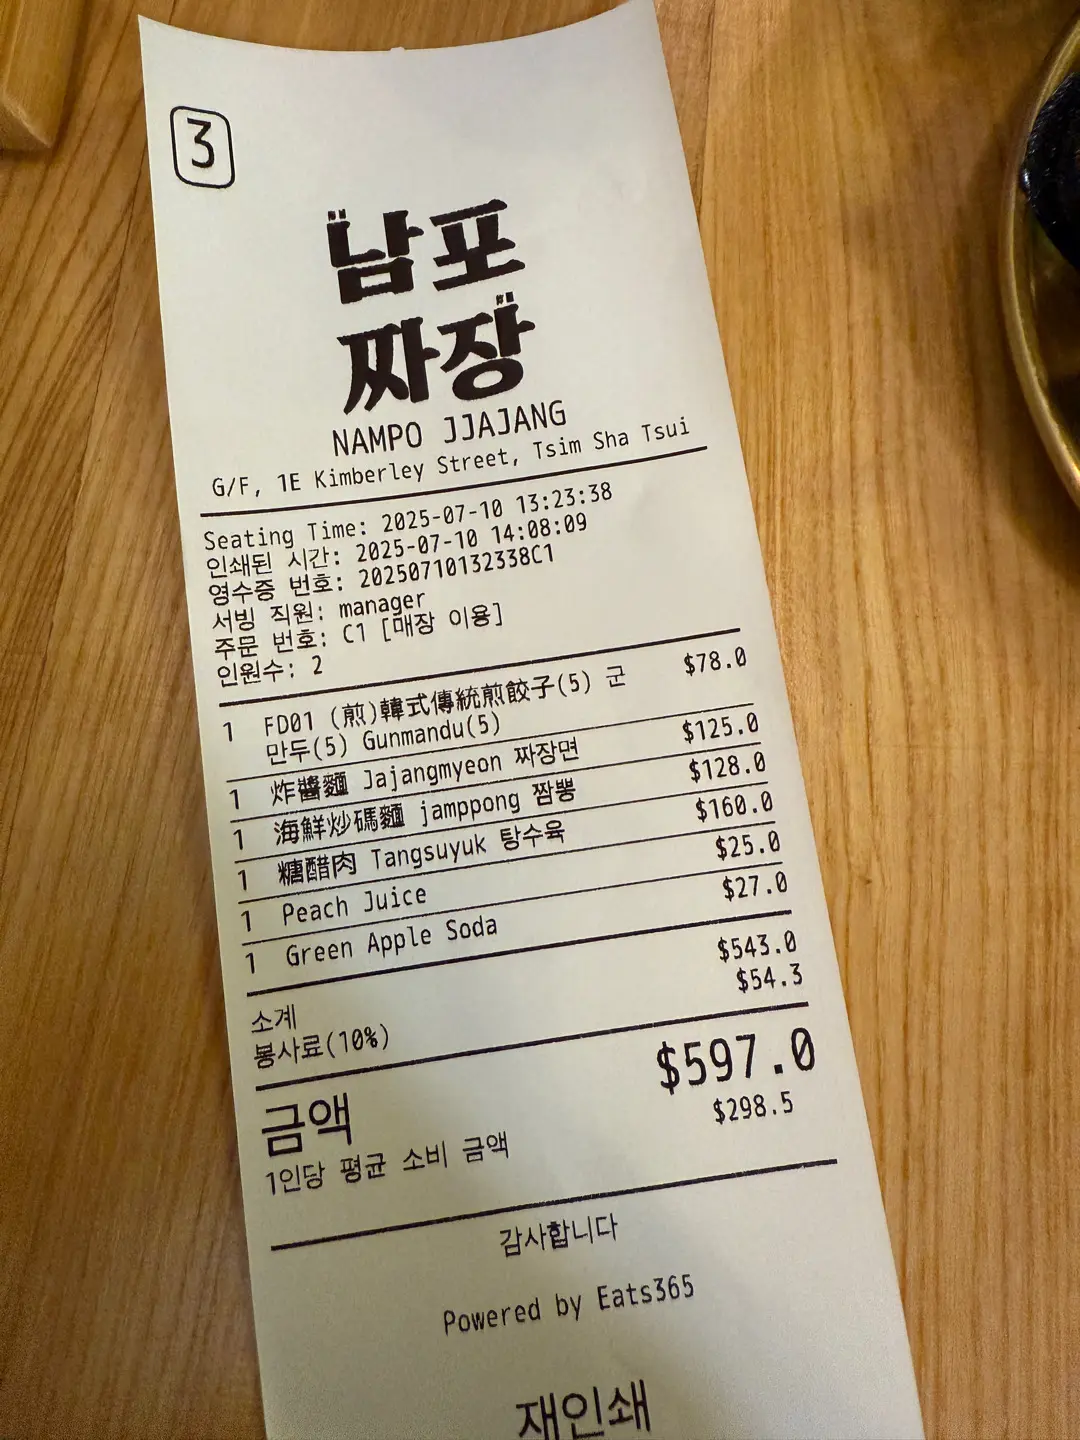 3
남포
짜장
NAMPO JJAJANG
G/F, 1E Kimberley Street, Tsim Sha Tsui
Seating Time: 2025-07-10 13:23:38
인쇄된 시간: 2025-07-10 14:08:09
영수증 번호: 20250710132338C1
서빙 직원: manager
주문 번호: C1 [매장 이용]
인원수: 2
1 FD01 (煎)韓式傳統煎餃子(5) 군 $78.0
만두(5) Gunmandu(5)
1 炸醬麵 Jajangmyeon 짜장면 $125.0
1 海鮮炒碼麵 jamppong 짬뽕 $128.0
1 糖醋肉 Tangsuyuk 탕수육 $160.0
1 Peach Juice $25.0
1 Green Apple Soda $27.0
소계 $543.0
봉사료(10%) $54.3
금액 $597.0
1인당 평균 소비 금액 $298.5
감사합니다
Powered by Eats365
재인쇄